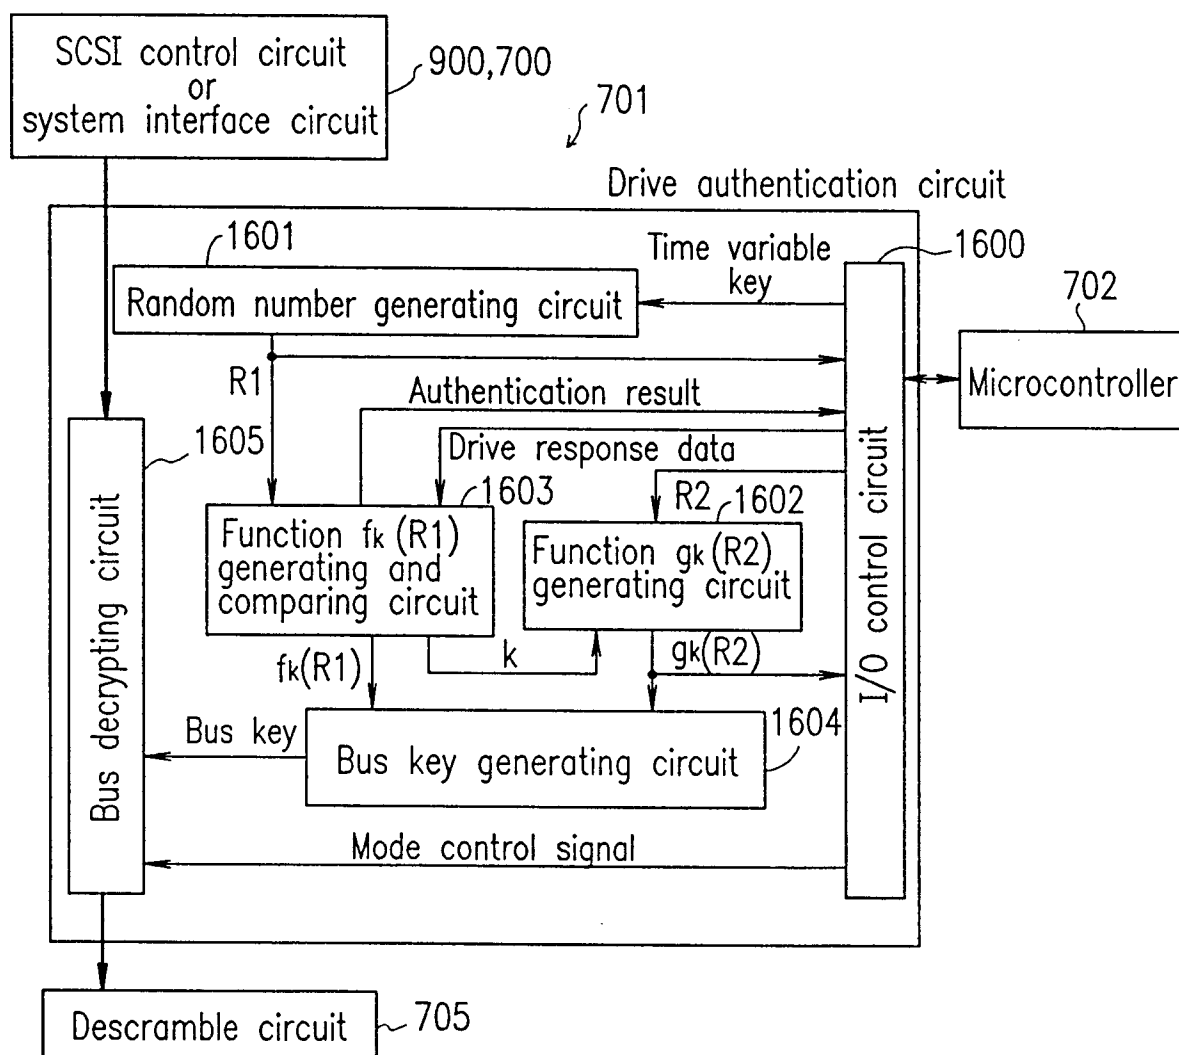 SCSI control circuit
or
system interface circuit
900,700
701
Drive authentication circuit
1601
Time variable
key
1600
Random number generating circuit
702
R1
Microcontroller
Authentication result
1605
Drive response data
1603
R2
1602
Function fk (R1)
generating and
comparing circuit
Function gk (R2)
generating circuit
I/O control circuit
Bus decrypting circuit
fk(R1)
k
gk(R2)
1604
Bus key
Bus key generating circuit
Mode control signal
Descramble circuit
705